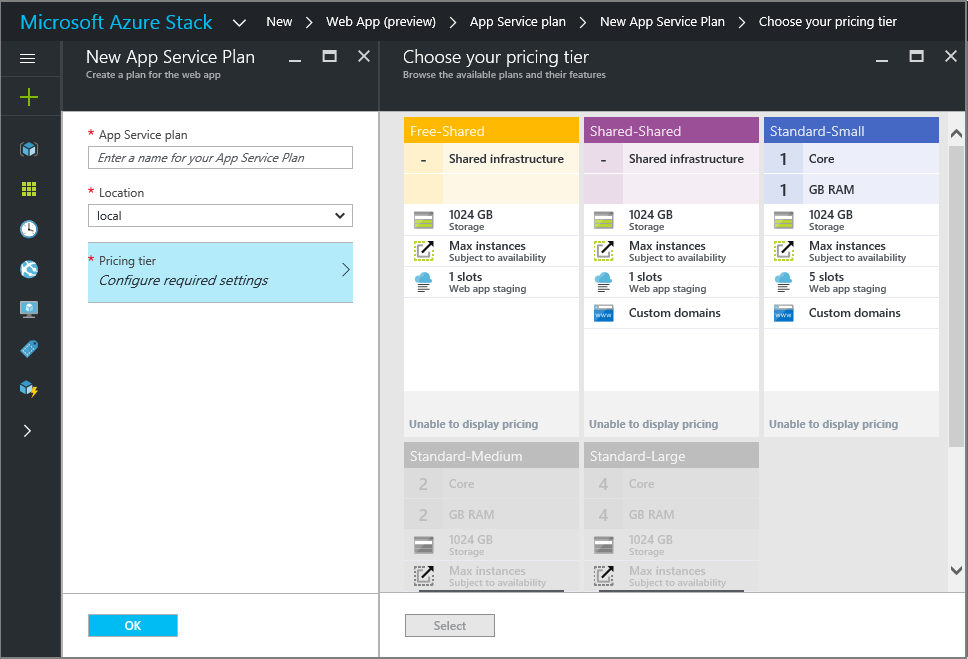 Microsoft Azure Stack New Web App (preview) App Service plan New App Service Plan Choose your pricing tier
New App Service Plan
Create a plan for the web app
* App Service plan
Enter a name for your App Service Plan
* Location
local
* Pricing tier
Configure required settings
OK
Choose your pricing tier
Browse the available plans and their features
Free-Shared
- Shared infrastructure
1024 GB
Storage
Max instances
Subject to availability
1 slots
Web app staging
Unable to display pricing
Shared-Shared
- Shared infrastructure
1024 GB
Storage
Max instances
Subject to availability
1 slots
Web app staging
www Custom domains
Unable to display pricing
Standard-Small
1 Core
1 GB RAM
1024 GB
Storage
Max instances
Subject to availability
5 slots
Web app staging
www Custom domains
Unable to display pricing
Standard-Medium
2 Core
2 GB RAM
1024 GB
Storage
Max instances
Subject to availability
Standard-Large
4 Core
4 GB RAM
1024 GB
Storage
Max instances
Subject to availability
Select